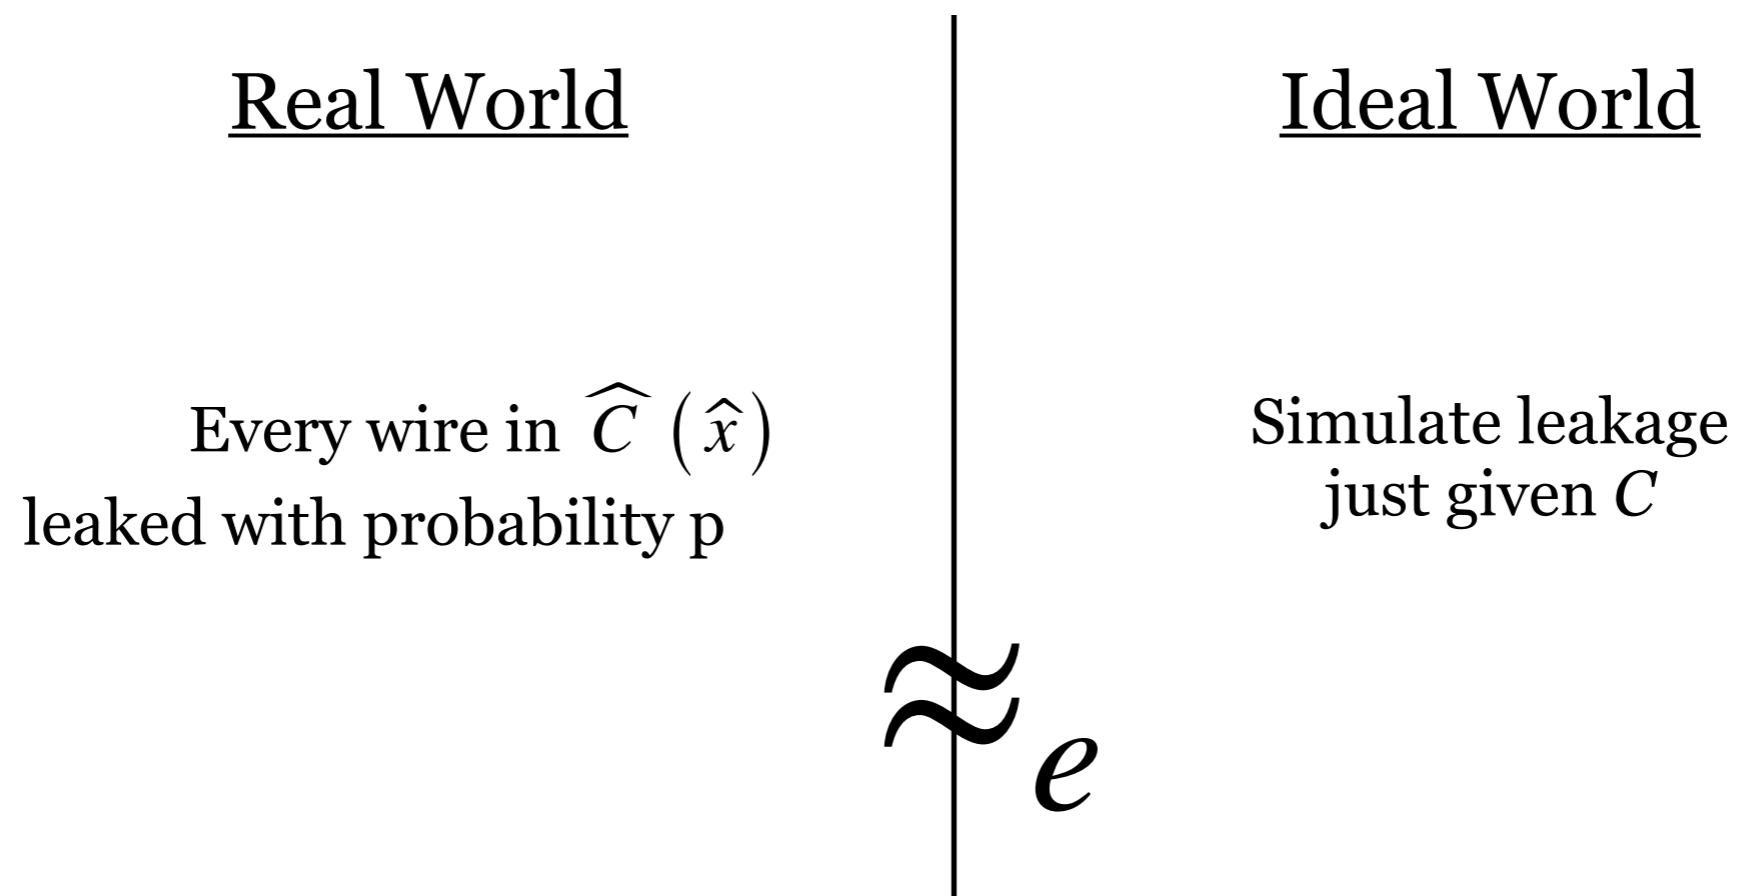 Real World
Every wire in Ĉ (x̂)
leaked with probability p
Ideal World
Simulate leakage
just given C
≈e